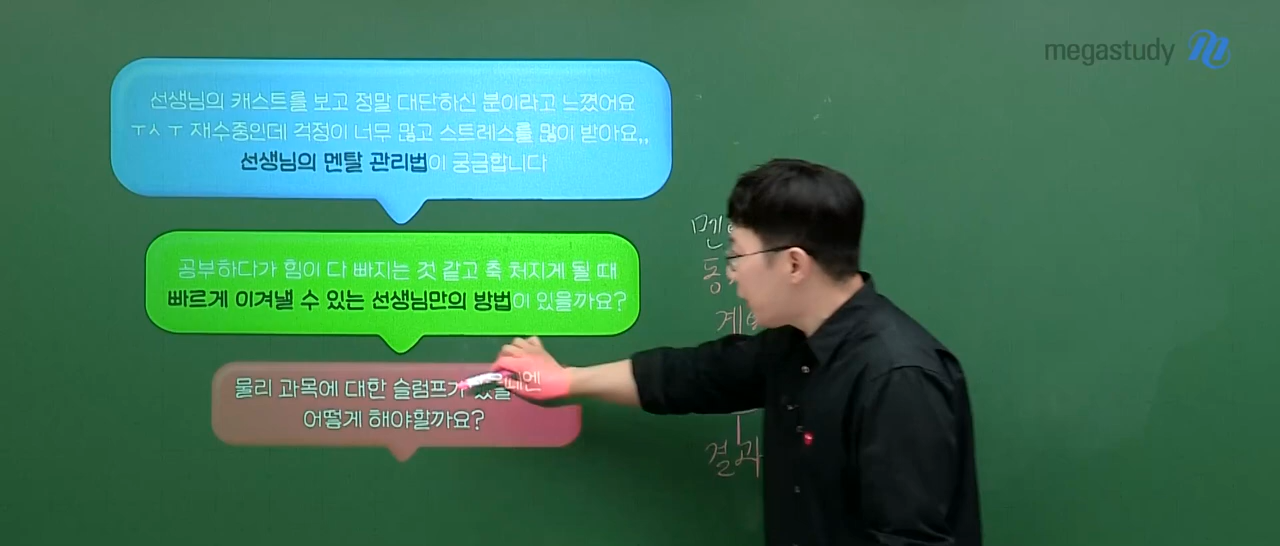 megastudy
선생님의 캐스트를 보고 정말 대단하신 분이라고 느꼈어요
ㅜㅅㅜ 재수중인데 걱정이 너무 많고 스트레스를 많이 받아요,,
선생님의 멘탈 관리법이 궁금합니다
공부하다가 힘이 다 빠지는 것 같고 축 처지게 될 때
빠르게 이겨낼 수 있는 선생님만의 방법이 있을까요?
물리 과목에 대한 슬럼프가
어떻게 해야할까요?
결과